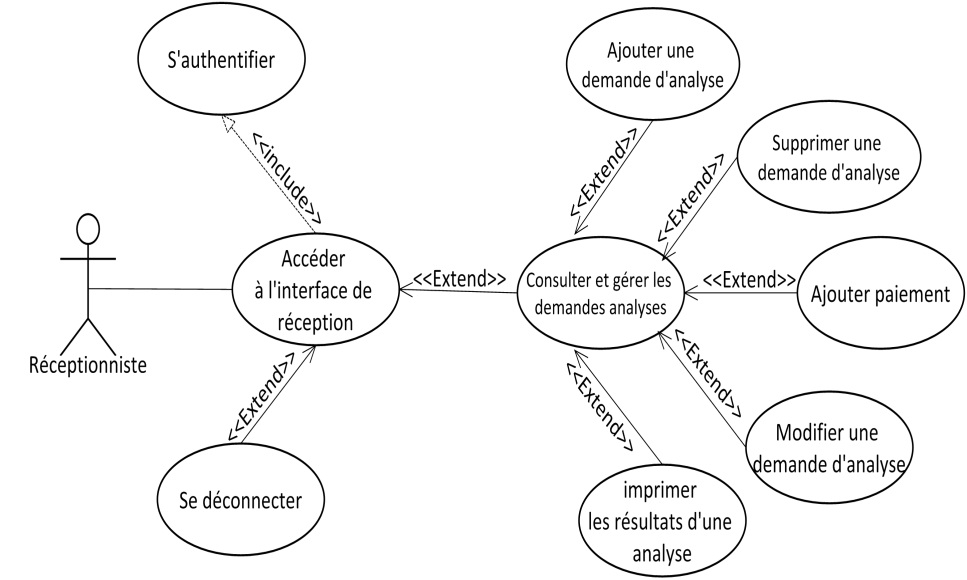 S'authentifier
<<include>>
Réceptionniste
Accéder
à l'interface de
réception
<<Extend>>
Se déconnecter
<<Extend>>
Consulter et gérer les
demandes analyses
Ajouter une
demande d'analyse
<<Extend>>
Supprimer une
demande d'analyse
<<Extend>>
Ajouter paiement
<<Extend>>
Modifier une
demande d'analyse
<<Extend>>
imprimer
les résultats d'une
analyse
<<Extend>>